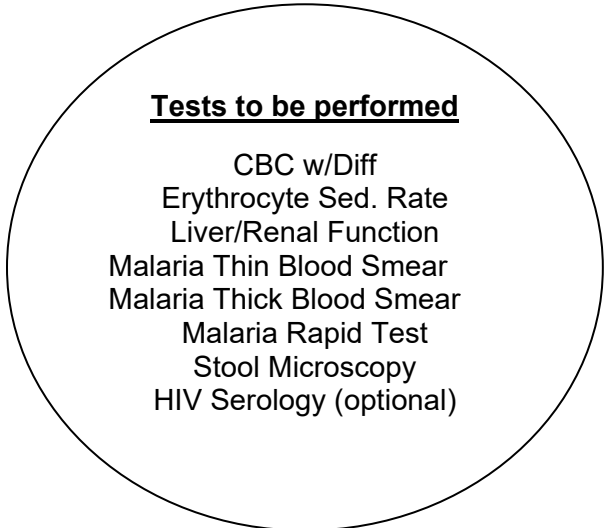 Tests to be performed
CBC w/Diff
Erythrocyte Sed. Rate
Liver/Renal Function
Malaria Thin Blood Smear
Malaria Thick Blood Smear
Malaria Rapid Test
Stool Microscopy
HIV Serology (optional)